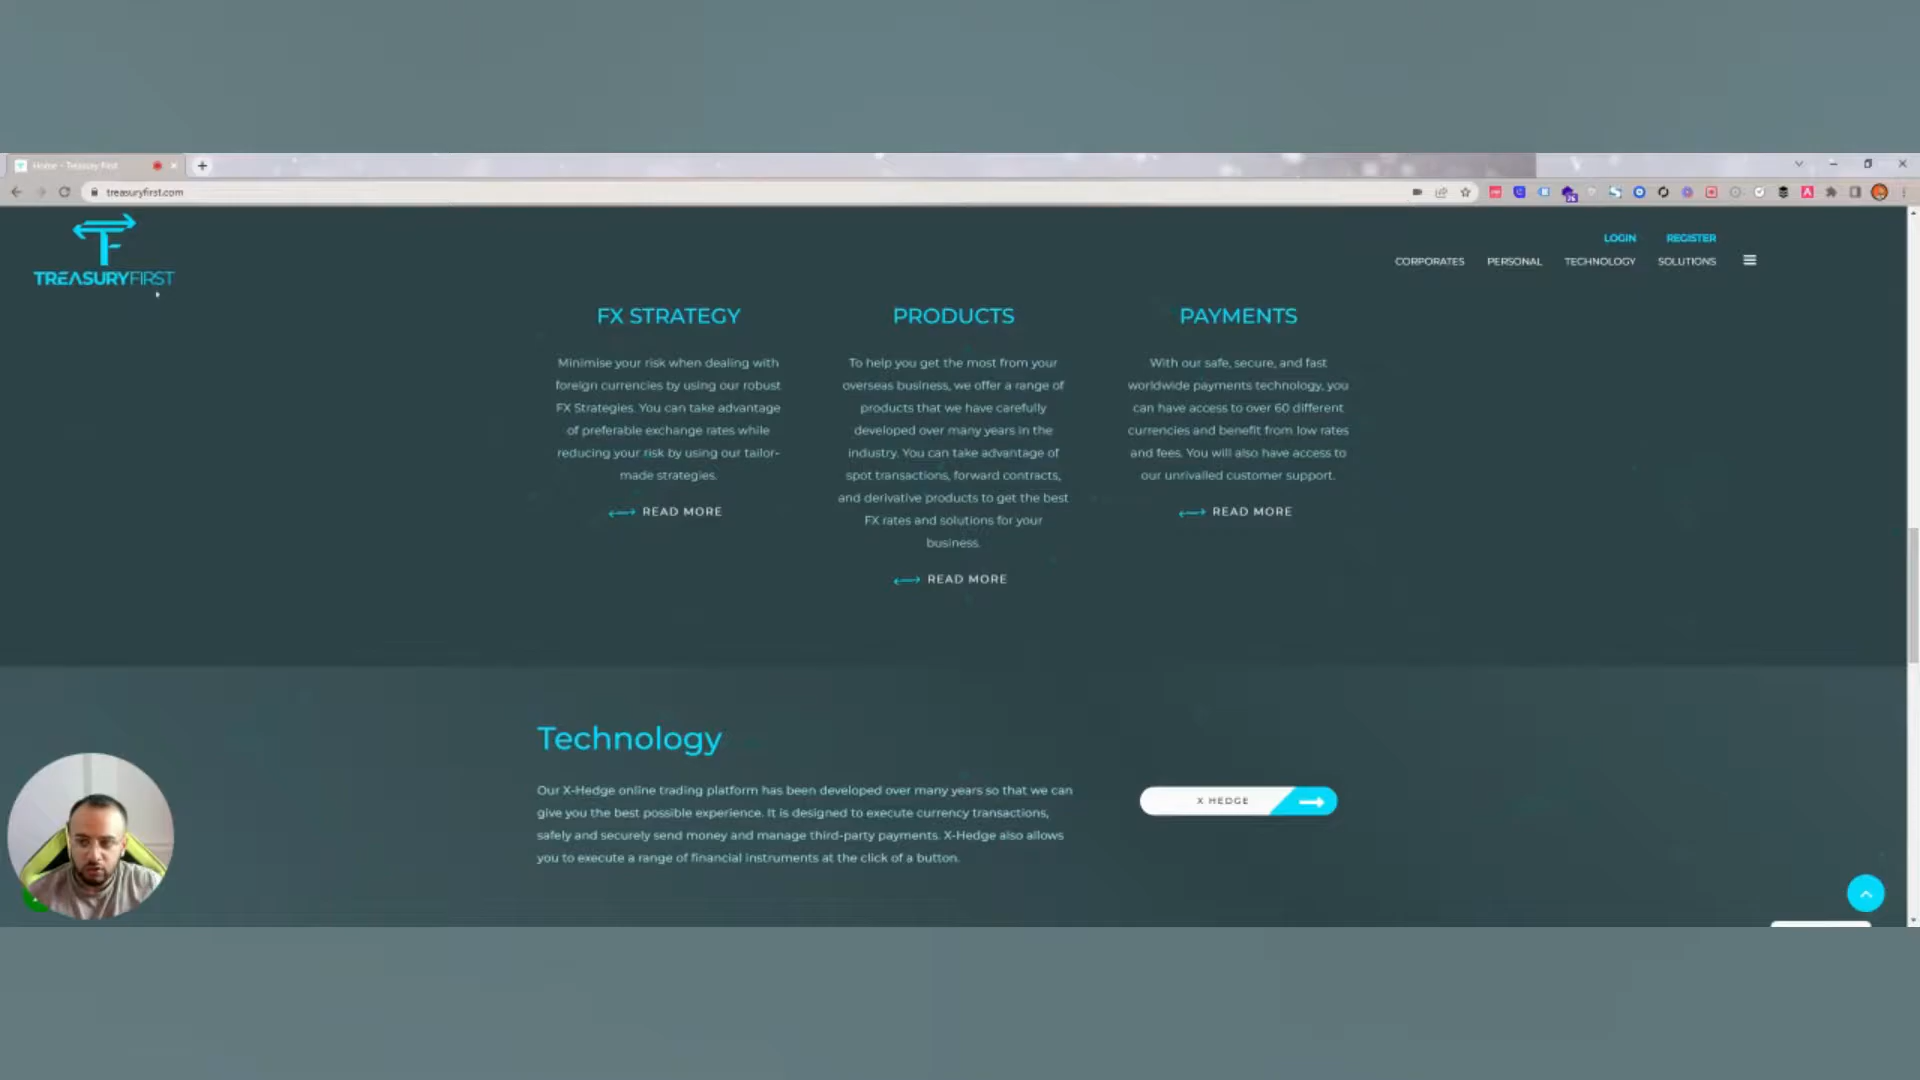 Home - Treasury First
treasuryfirst.com
TREASURYFIRST
LOGIN REGISTER
CORPORATES PERSONAL TECHNOLOGY SOLUTIONS
FX STRATEGY
Minimise your risk when dealing with
foreign currencies by using our robust
FX Strategies. You can take advantage
of preferable exchange rates while
reducing your risk by using our tailor-
made strategies.
READ MORE
PRODUCTS
To help you get the most from your
overseas business, we offer a range of
products that we have carefully
developed over many years in the
industry. You can take advantage of
spot transactions, forward contracts,
and derivative products to get the best
FX rates and solutions for your
business.
READ MORE
PAYMENTS
With our safe, secure, and fast
worldwide payments technology, you
can have access to over 60 different
currencies and benefit from low rates
and fees. You will also have access to
our unrivalled customer support.
READ MORE
Technology
Our X-Hedge online trading platform has been developed over many years so that we can
give you the best possible experience. It is designed to execute currency transactions,
safely and securely send money and manage third-party payments. X-Hedge also allows
you to execute a range of financial instruments at the click of a button.
X HEDGE